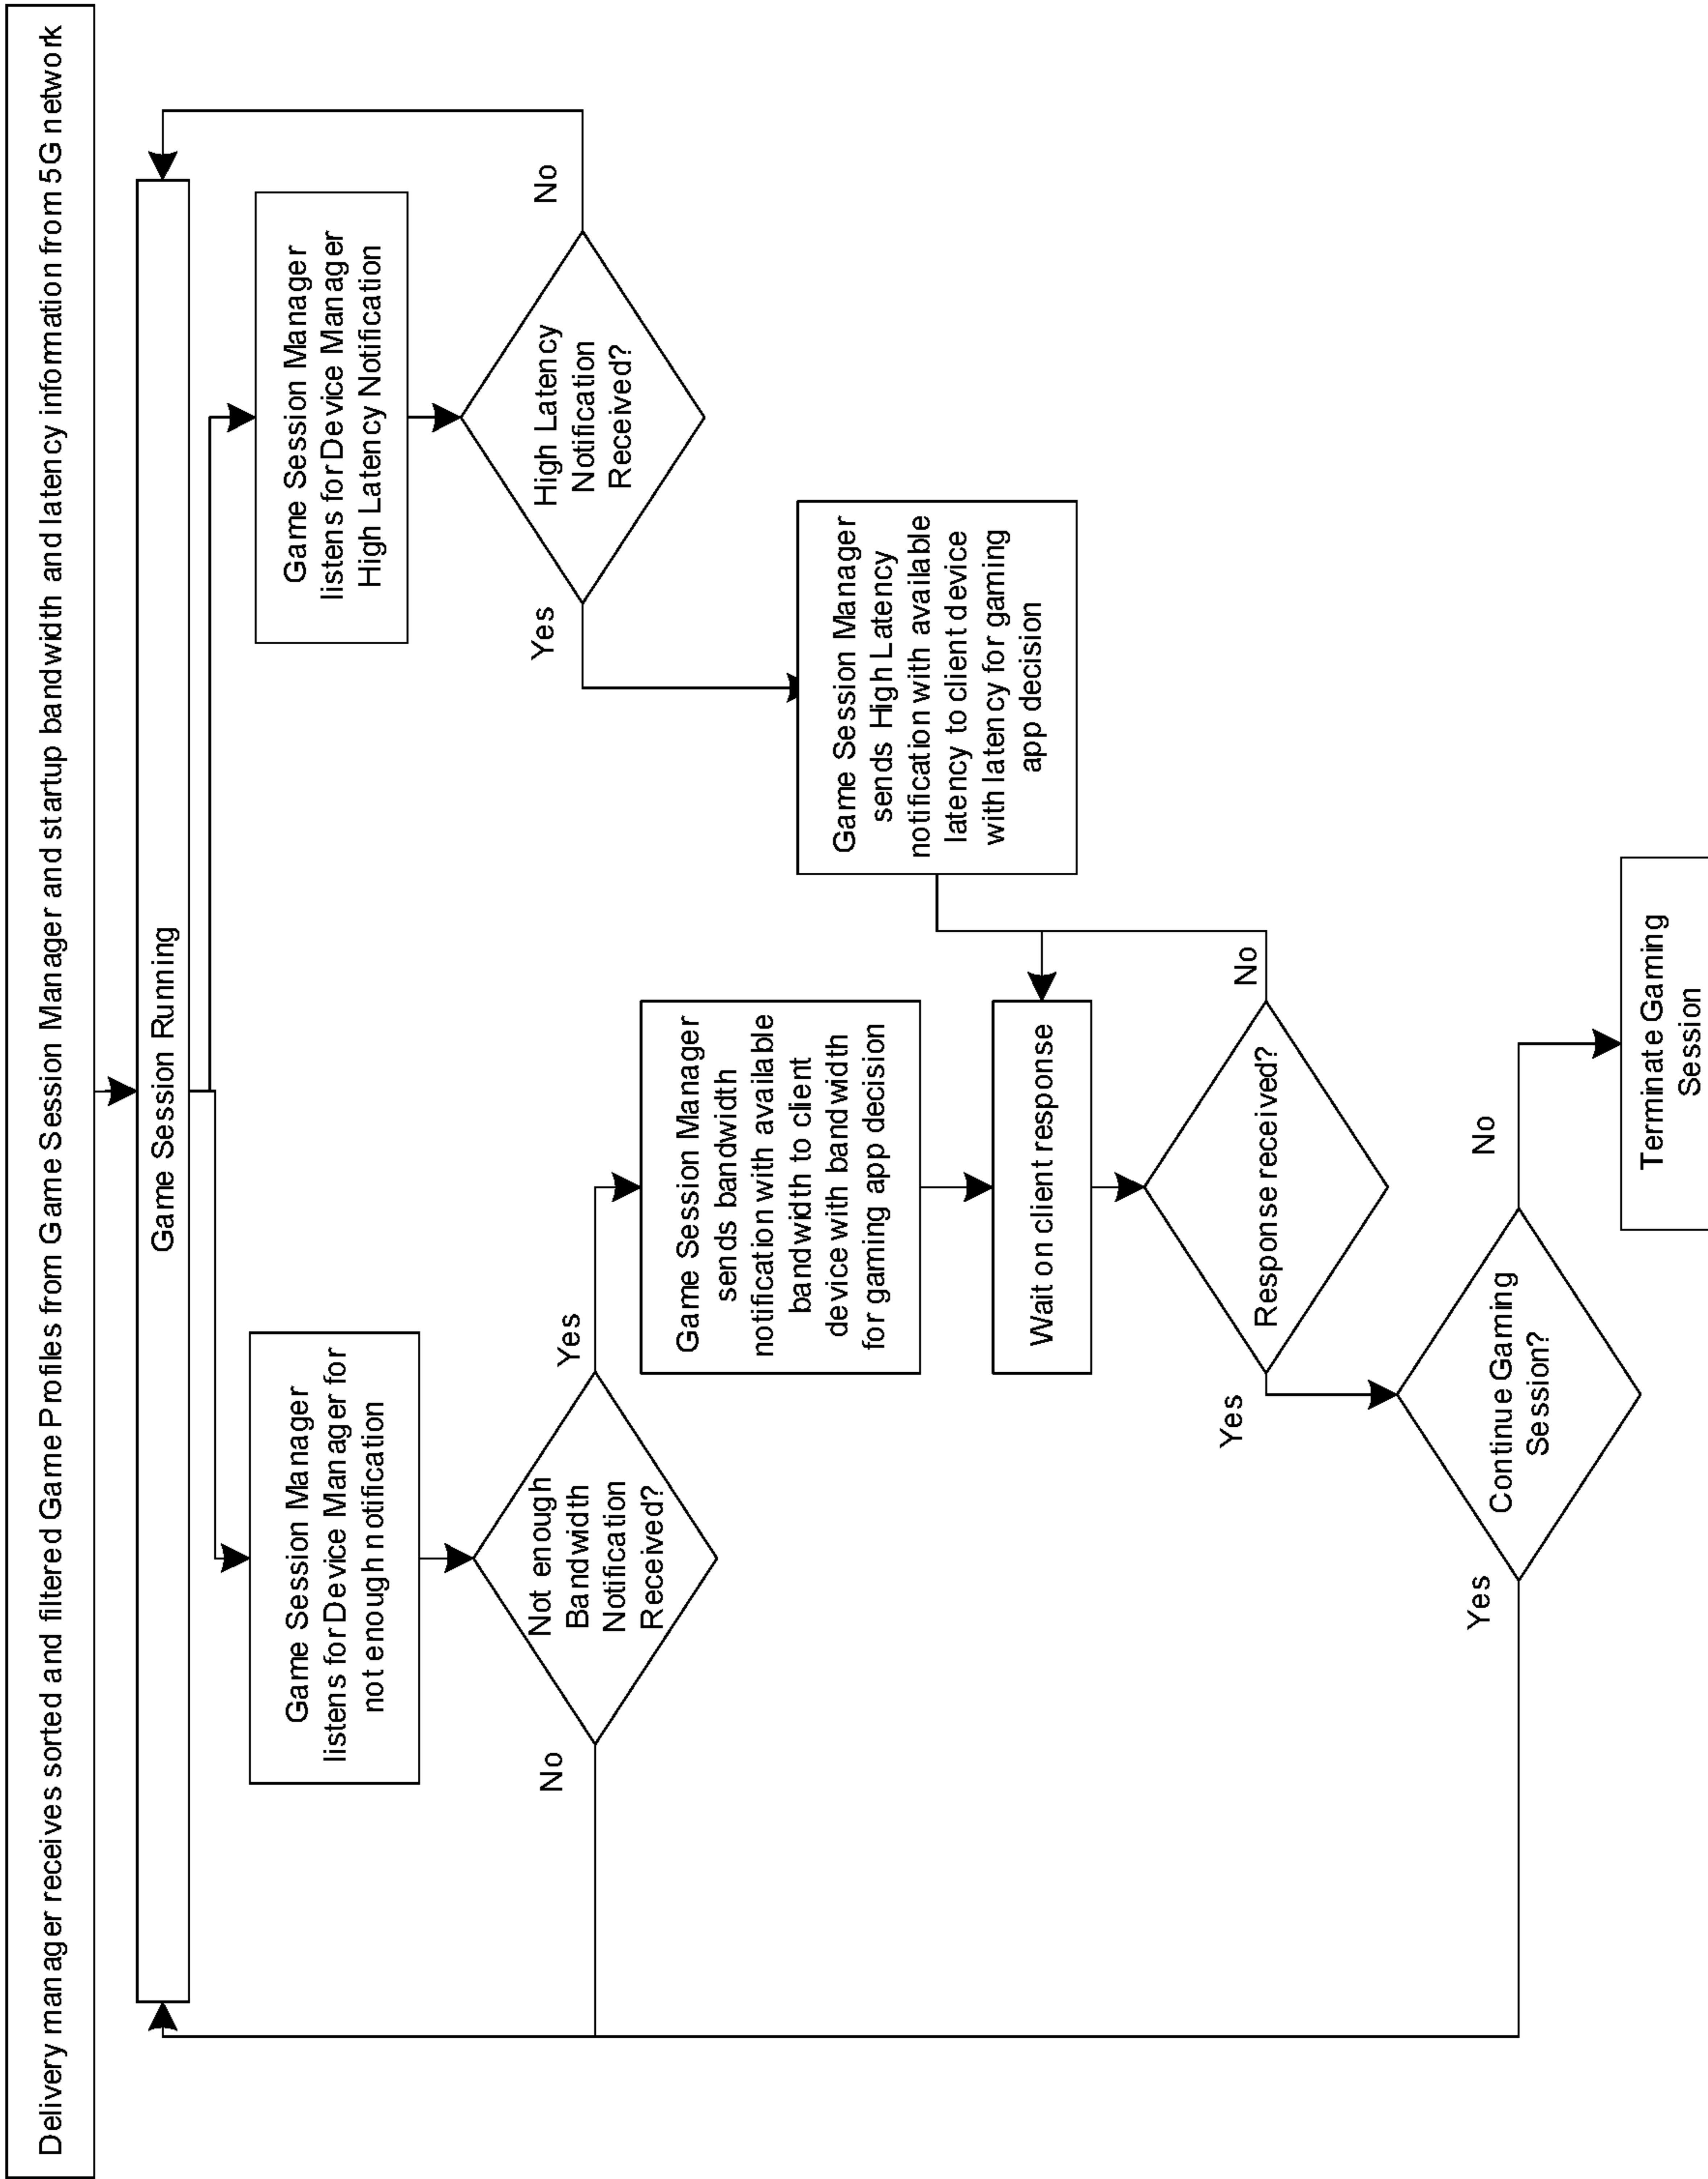 Delivery manager receives sorted and filtered Game Profiles from Game Session Manager and startup bandwidth and latency information from 5G network
Game Session Running
Game Session Manager
listens for Device Manager for
not enough notification
Game Session Manager
listens for Device Manager
High Latency Notification
Not enough
Bandwidth
Notification
Received?
No
Yes
High Latency
Notification
Received?
Yes
No
Game Session Manager
sends bandwidth
notification with available
bandwidth to client
device with bandwidth
for gaming app decision
Game Session Manager
sends High Latency
notification with available
latency to client device
with latency for gaming
app decision
Wait on client response
Response received?
Yes
No
Continue Gaming
Session?
Yes
No
Terminate Gaming
Session